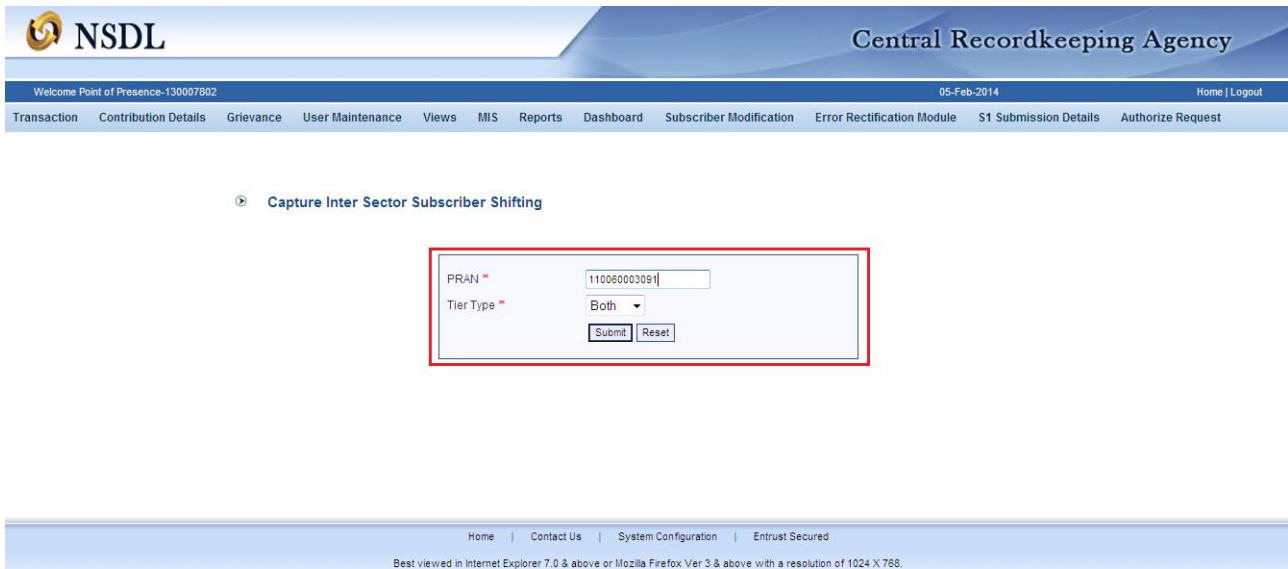 NSDL
Central Recordkeeping Agency
Welcome Point of Presence-130007802 05-Feb-2014 Home | Logout
Transaction Contribution Details Grievance User Maintenance Views MIS Reports Dashboard Subscriber Modification Error Rectification Module S1 Submission Details Authorize Request
Capture Inter Sector Subscriber Shifting
PRAN * 110060003091
Tier Type * Both
Submit Reset
Home | Contact Us | System Configuration | Entrust Secured
Best viewed in Internet Explorer 7.0 & above or Mozilla Firefox Ver 3 & above with a resolution of 1024 X 768.